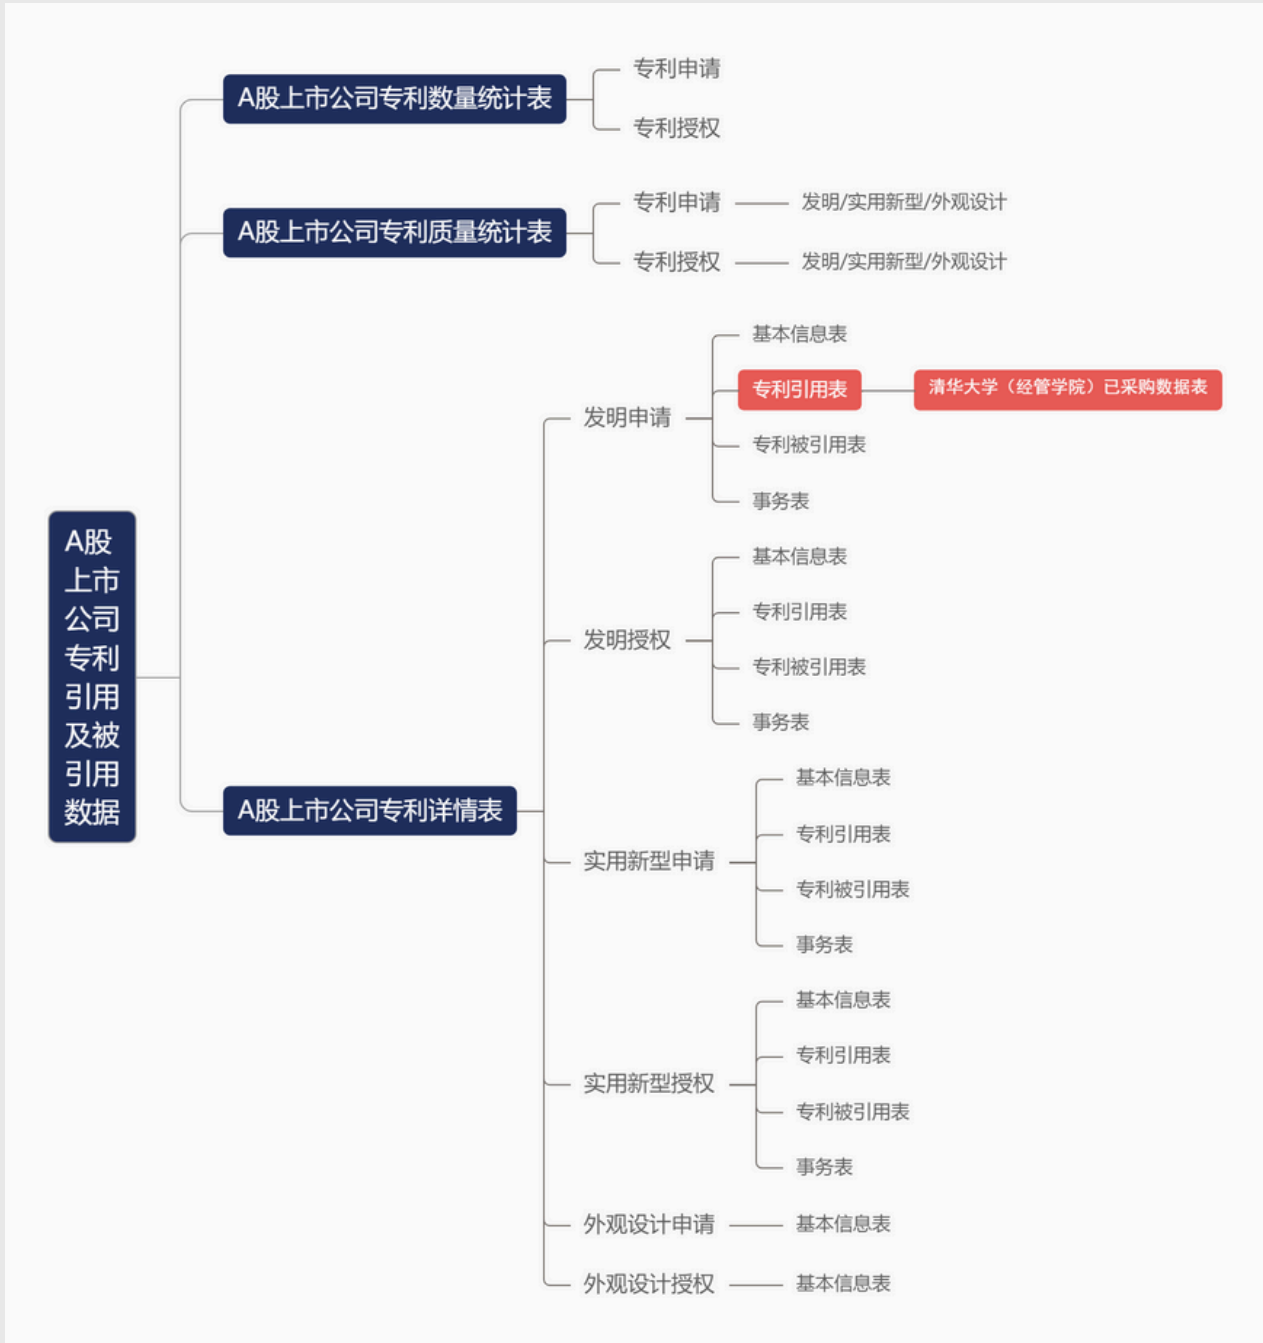 A股
上市
公司
专利
引用
及被
引用
数据
A股上市公司专利数量统计表
专利申请
专利授权
A股上市公司专利质量统计表
专利申请
发明/实用新型/外观设计
专利授权
发明/实用新型/外观设计
A股上市公司专利详情表
发明申请
基本信息表
专利引用表
清华大学（经管学院）已采购数据表
专利被引用表
事务表
发明授权
基本信息表
专利引用表
专利被引用表
事务表
实用新型申请
基本信息表
专利引用表
专利被引用表
事务表
实用新型授权
基本信息表
专利引用表
专利被引用表
事务表
外观设计申请
基本信息表
外观设计授权
基本信息表